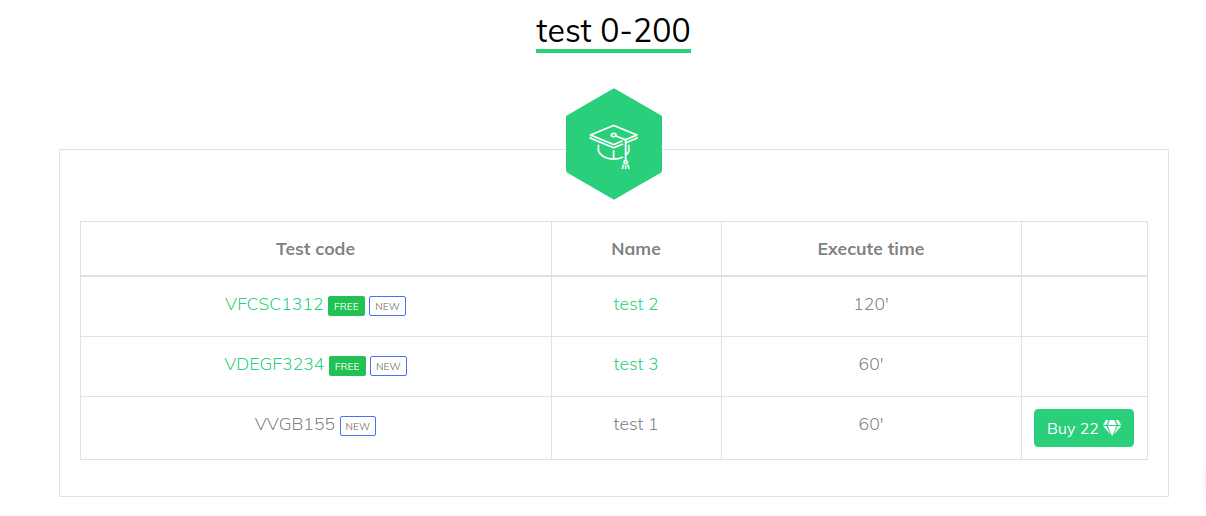 test 0-200
Test code Name Execute time
VFCSC1312 FREE NEW test 2 120'
VDEGF3234 FREE NEW test 3 60'
VVGB155 NEW test 1 60' Buy 22